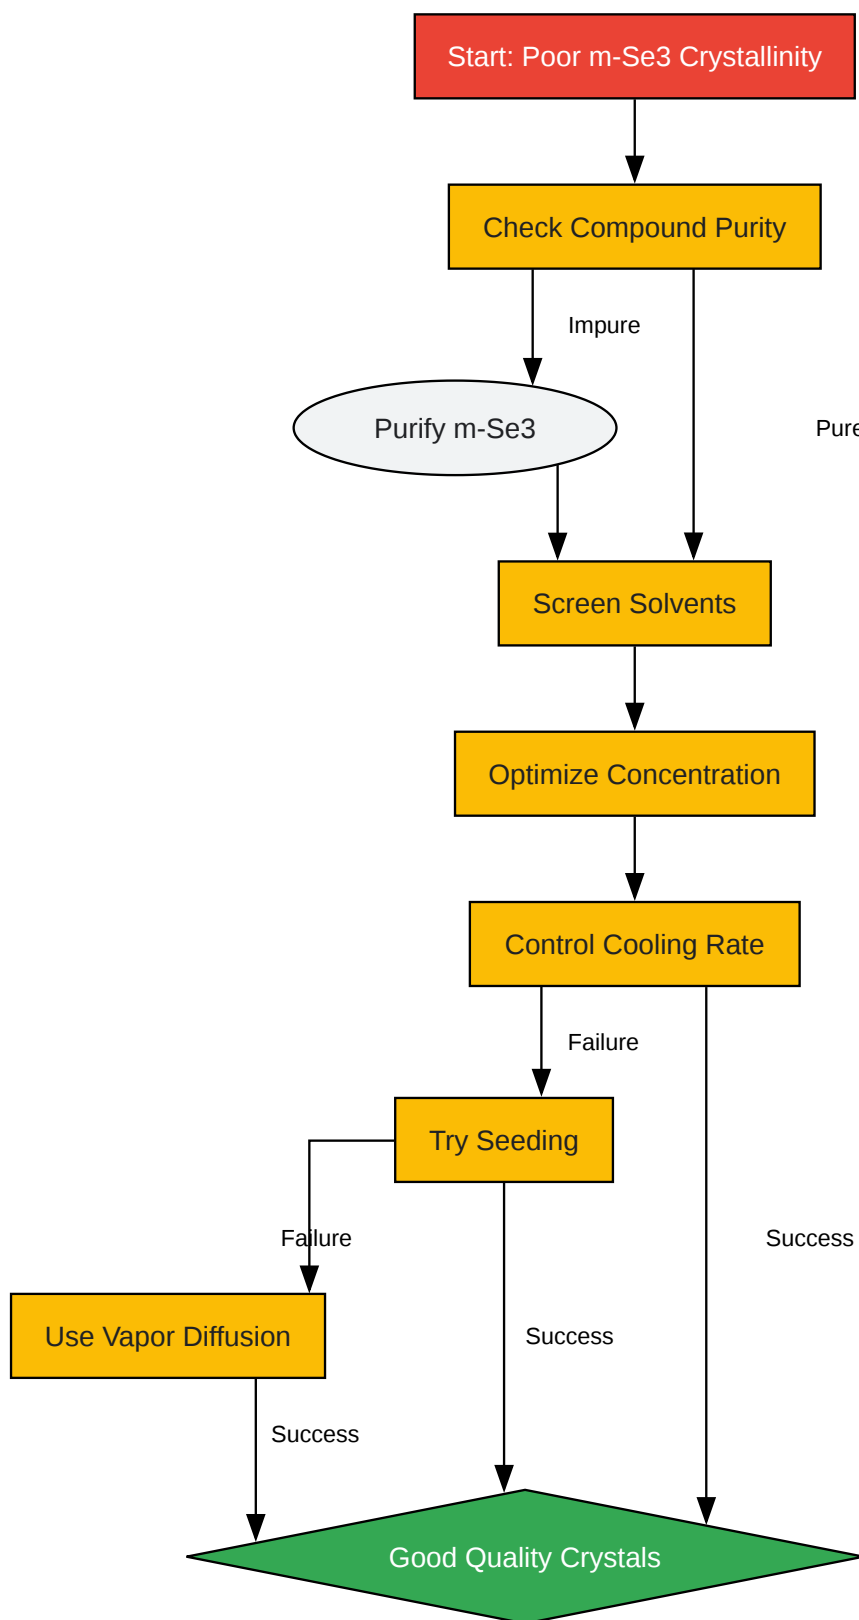 Start: Poor m-Se3 Crystallinity
Check Compound Purity
Impure
Purify m-Se3
Pure
Screen Solvents
Optimize Concentration
Control Cooling Rate
Failure
Try Seeding
Failure
Success
Use Vapor Diffusion
Success
Success
Good Quality Crystals